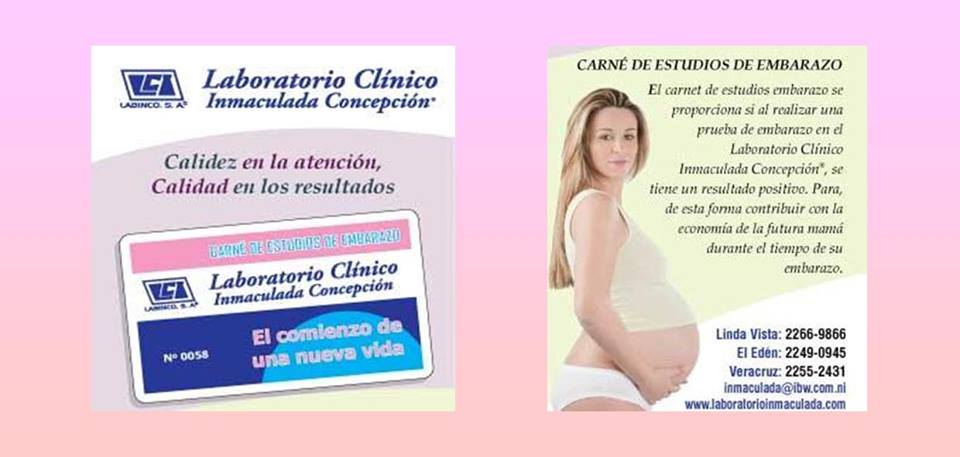 LCI
LABINCO. S. A®
Laboratorio Clínico
Inmaculada Concepción®
Calidez en la atención,
Calidad en los resultados
CARNÉ DE ESTUDIOS DE EMBARAZO
LCI
LABINCO. S. A®
Laboratorio Clínico
Inmaculada Concepción
Nº 0058
El comienzo de
una nueva vida
CARNÉ DE ESTUDIOS DE EMBARAZO
El carnet de estudios embarazo se
proporciona si al realizar una
prueba de embarazo en el
Laboratorio Clínico
Inmaculada Concepción®, se
tiene un resultado positivo. Para,
de esta forma contribuir con la
economía de la futura mamá
durante el tiempo de su
embarazo.
Linda Vista: 2266-9866
El Edén: 2249-0945
Veracruz: 2255-2431
inmaculada@ibw.com.ni
www.laboratorioinmaculada.com